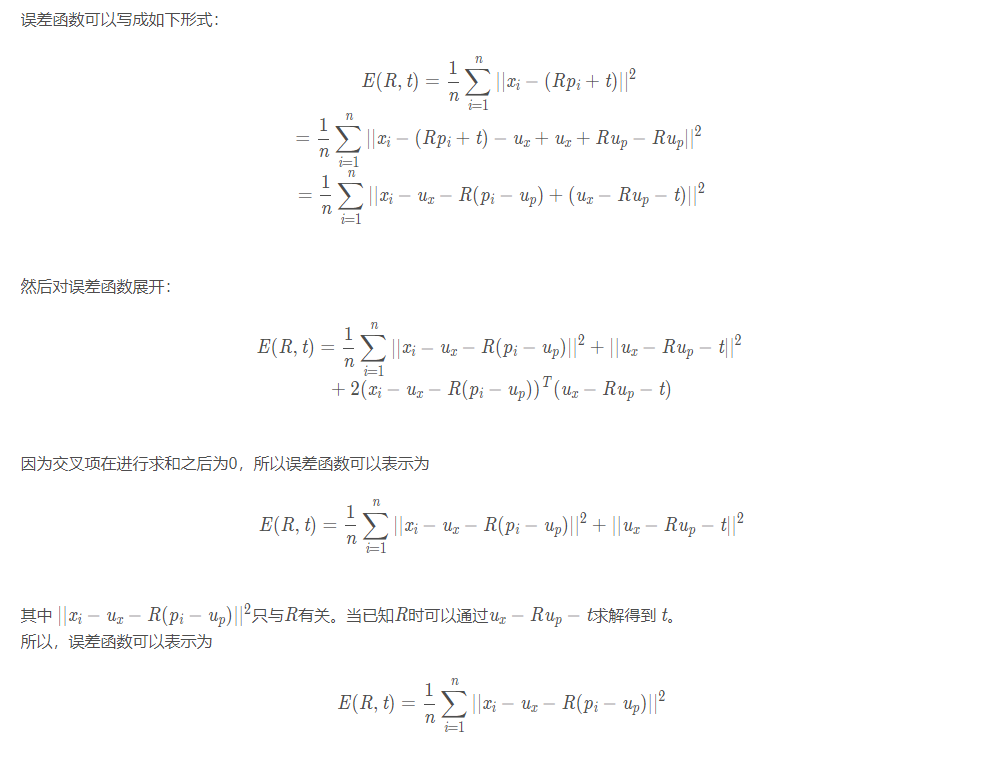 误差函数可以写成如下形式：
E(R, t) = \frac{1}{n} \sum_{i=1}^{n} ||x_i - (Rp_i + t)||^2
= \frac{1}{n} \sum_{i=1}^{n} ||x_i - (Rp_i + t) - u_x + u_x + Ru_p - Ru_p||^2
= \frac{1}{n} \sum_{i=1}^{n} ||x_i - u_x - R(p_i - u_p) + (u_x - Ru_p - t)||^2
然后对误差函数展开：
E(R, t) = \frac{1}{n} \sum_{i=1}^{n} ||x_i - u_x - R(p_i - u_p)||^2 + ||u_x - Ru_p - t||^2
+ 2(x_i - u_x - R(p_i - u_p))^T (u_x - Ru_p - t)
因为交叉项在进行求和之后为0，所以误差函数可以表示为
E(R, t) = \frac{1}{n} \sum_{i=1}^{n} ||x_i - u_x - R(p_i - u_p)||^2 + ||u_x - Ru_p - t||^2
其中 ||x_i - u_x - R(p_i - u_p)||^2只与R有关。当已知R时可以通过u_x - Ru_p - t求解得到 t。
所以，误差函数可以表示为
E(R, t) = \frac{1}{n} \sum_{i=1}^{n} ||x_i - u_x - R(p_i - u_p)||^2